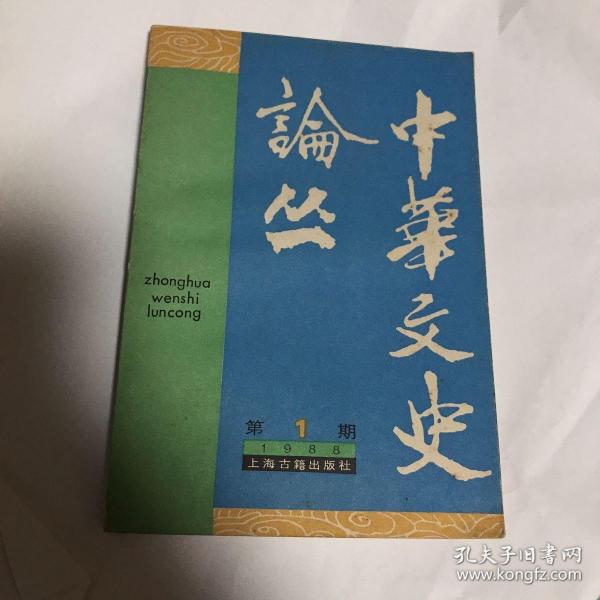 中華文史
論丛
zhonghua
wenshi
luncong
第 1 期
1988
上海古籍出版社
孔夫子旧书网
www.kongfz.com